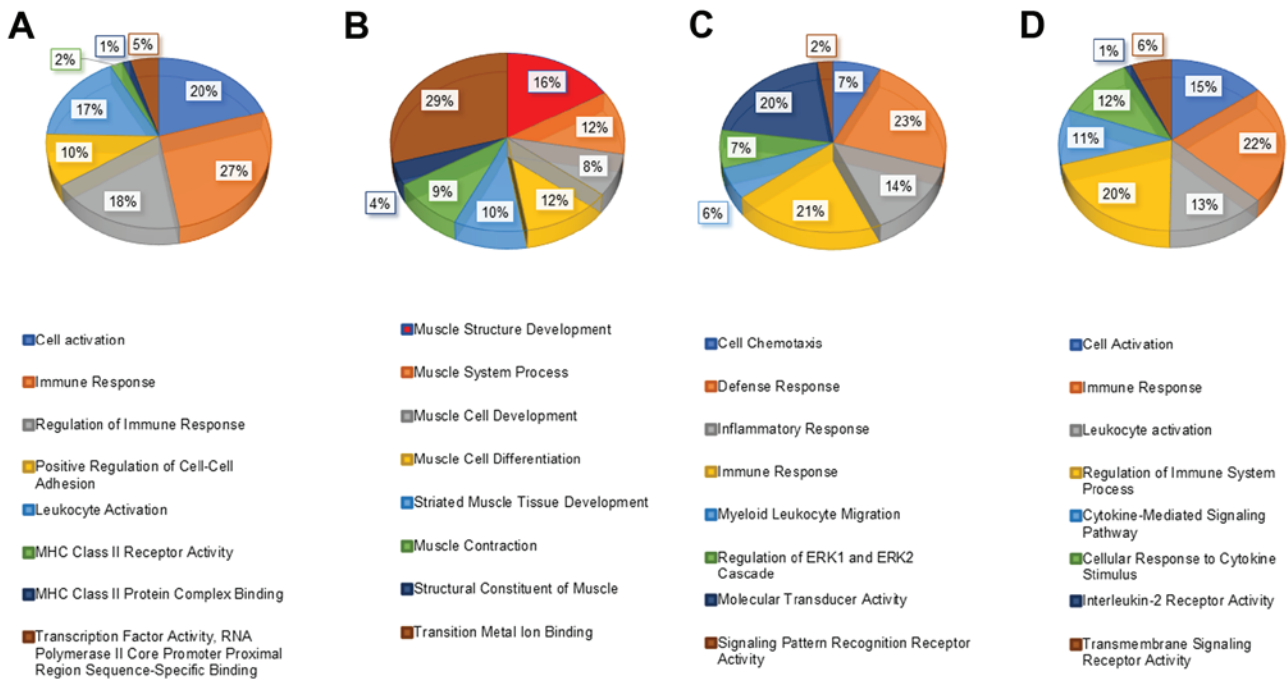 A
1%
5%
2%
20%
17%
10%
27%
18%
Cell activation
Immune Response
Regulation of Immune Response
Positive Regulation of Cell-Cell
Adhesion
Leukocyte Activation
MHC Class II Receptor Activity
MHC Class II Protein Complex Binding
Transcription Factor Activity, RNA
Polymerase II Core Promoter Proximal
Region Sequence-Specific Binding
B
16%
29%
12%
8%
9%
12%
10%
4%
Muscle Structure Development
Muscle System Process
Muscle Cell Development
Muscle Cell Differentiation
Striated Muscle Tissue Development
Muscle Contraction
Structural Constituent of Muscle
Transition Metal Ion Binding
C
2%
7%
20%
23%
7%
14%
6%
21%
Cell Chemotaxis
Defense Response
Inflammatory Response
Immune Response
Myeloid Leukocyte Migration
Regulation of ERK1 and ERK2
Cascade
Molecular Transducer Activity
Signaling Pattern Recognition Receptor
Activity
D
1%
6%
15%
12%
11%
22%
20%
13%
Cell Activation
Immune Response
Leukocyte activation
Regulation of Immune System
Process
Cytokine-Mediated Signaling
Pathway
Cellular Response to Cytokine
Stimulus
Interleukin-2 Receptor Activity
Transmembrane Signaling
Receptor Activity